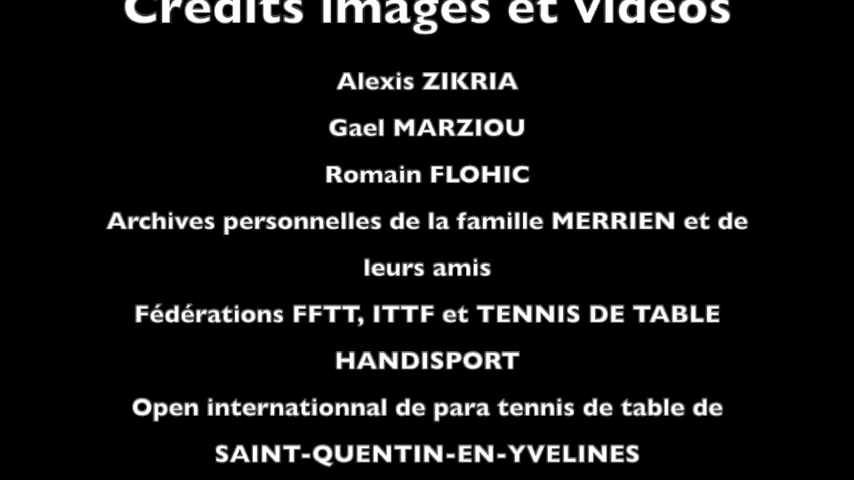 Crédits images et vidéos
Alexis ZIKRIA
Gael MARZIOU
Romain FLOHIC
Archives personnelles de la famille MERRIEN et de
leurs amis
Fédérations FFTT, ITTF et TENNIS DE TABLE
HANDISPORT
Open internationnal de para tennis de table de
SAINT-QUENTIN-EN-YVELINES